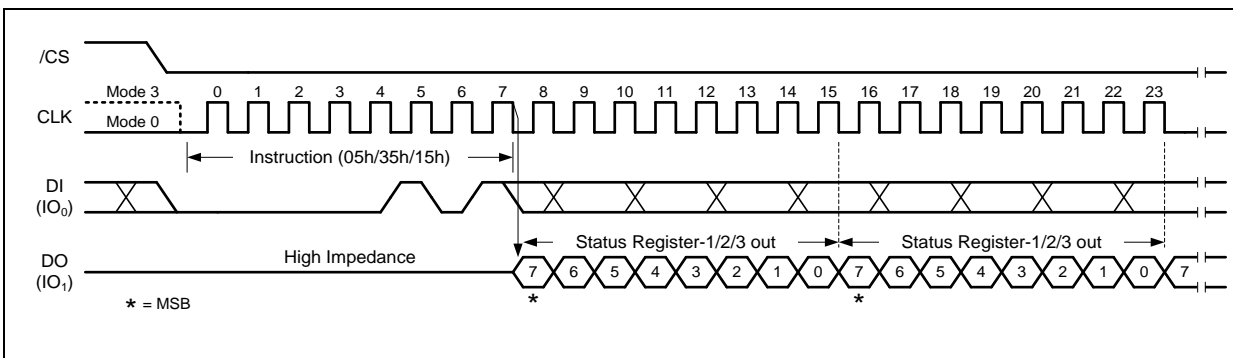 /CS
Mode 3
0 1 2 3 4 5 6 7 8 9 10 11 12 13 14 15 16 17 18 19 20 21 22 23
CLK
Mode 0
Instruction (05h/35h/15h)
DI
(IO₀)
Status Register-1/2/3 out Status Register-1/2/3 out
High Impedance
DO
(IO₁)
7 6 5 4 3 2 1 0 7 6 5 4 3 2 1 0 7
* *
* = MSB